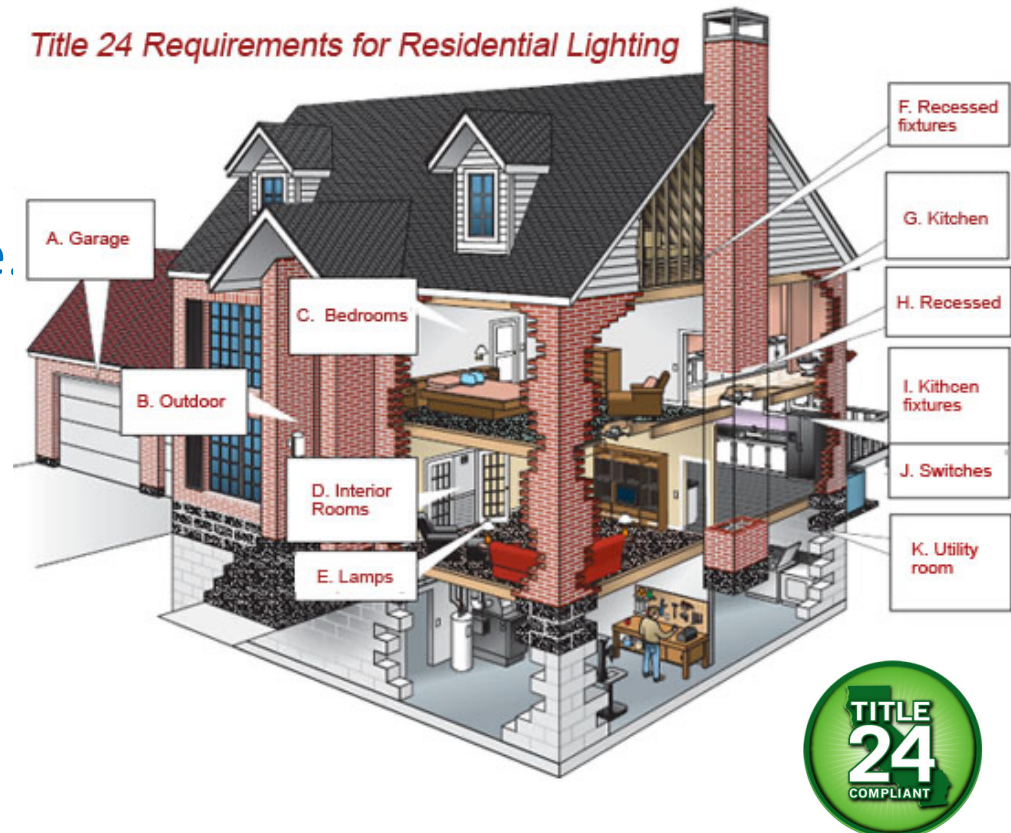 Title 24 Requirements for Residential Lighting
F. Recessed
fixtures
A. Garage
G. Kitchen
C. Bedrooms
H. Recessed
B. Outdoor
I. Kithcen
fixtures
D. Interior
Rooms
J. Switches
E. Lamps
K. Utility
room
TITLE
24
COMPLIANT